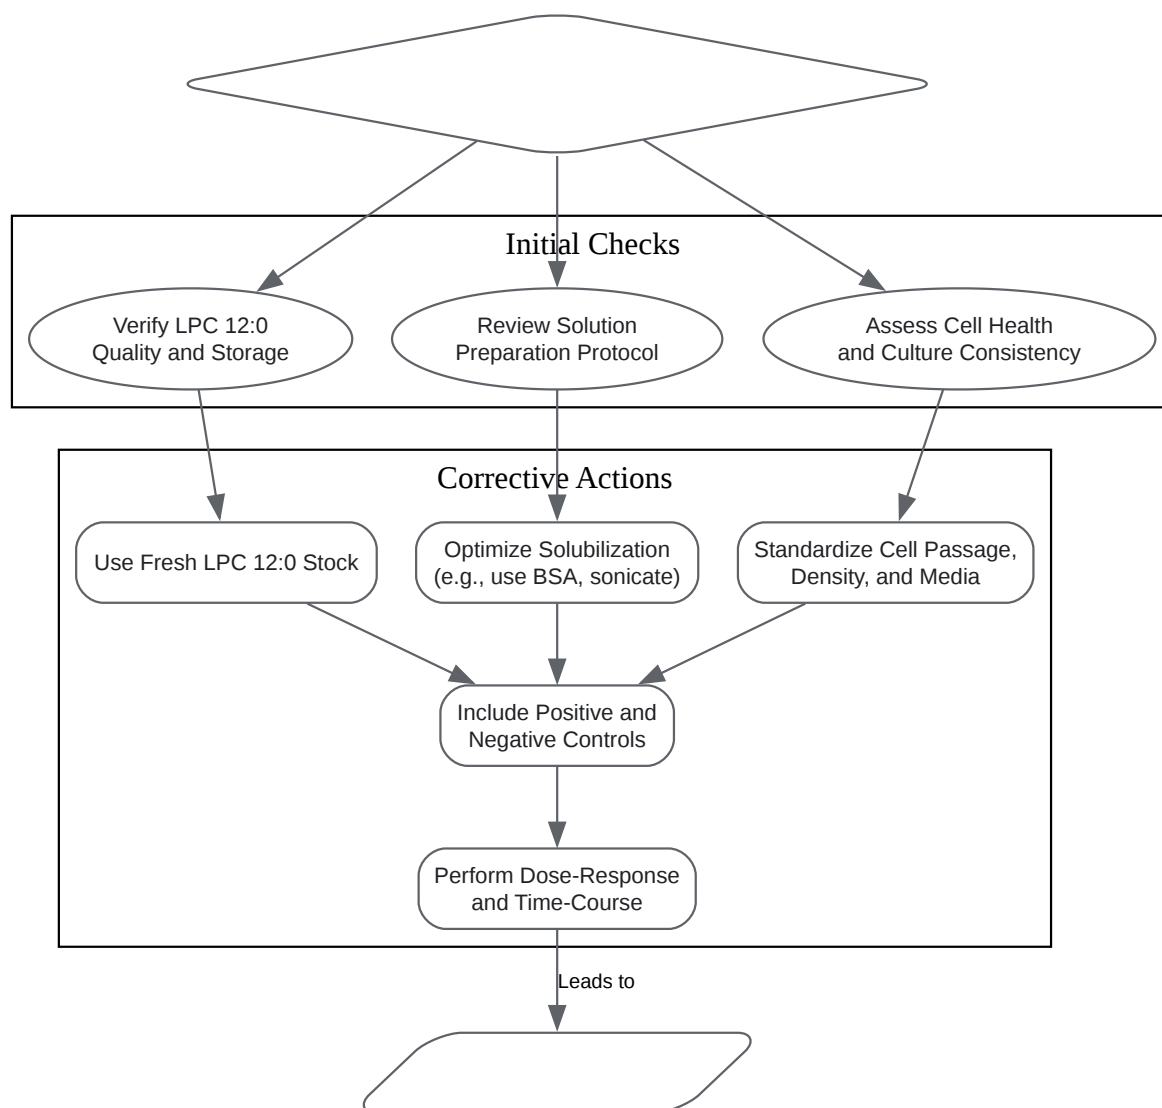 Initial Checks
Verify LPC 12:0
Quality and Storage
Review Solution
Preparation Protocol
Assess Cell Health
and Culture Consistency
Corrective Actions
Use Fresh LPC 12:0 Stock
Optimize Solubilization
(e.g., use BSA, sonicate)
Standardize Cell Passage,
Density, and Media
Include Positive and
Negative Controls
Perform Dose-Response
and Time-Course
Leads to